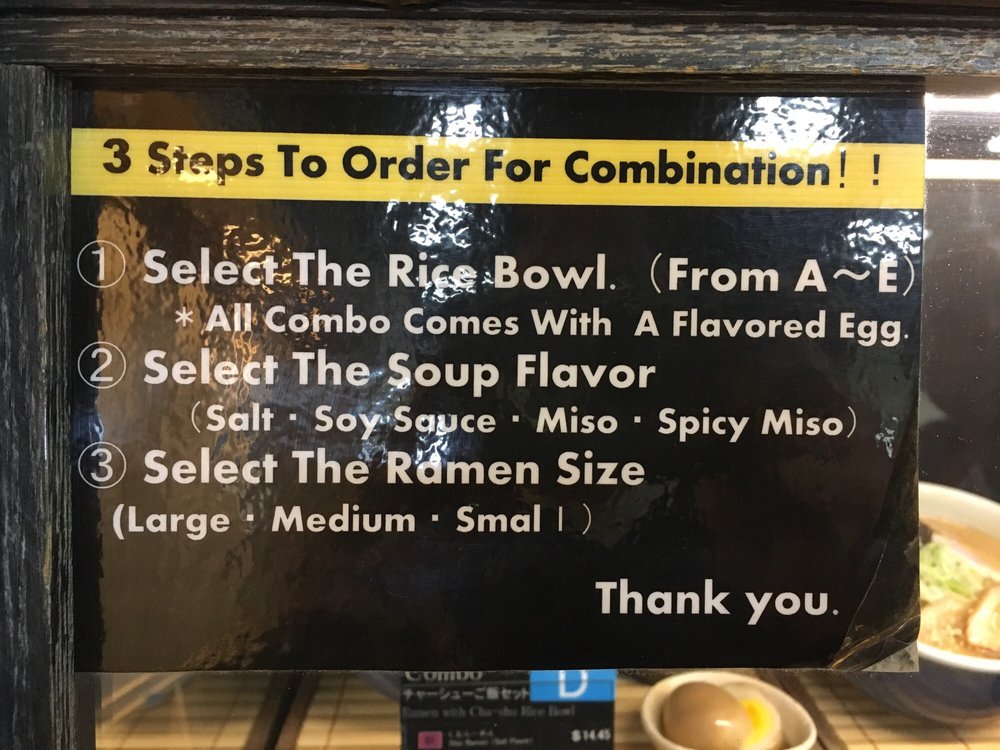 3 Steps To Order For Combination!!
① Select The Rice Bowl. (From A～E)
* All Combo Comes With A Flavored Egg.
② Select The Soup Flavor
(Salt・Soy Sauce・Miso・Spicy Miso)
③ Select The Ramen Size
(Large・Medium・Small)
Thank you.
Combo D
チャーシューご飯セット
Ramen with Cha-shu Rice Bowl
$14.45